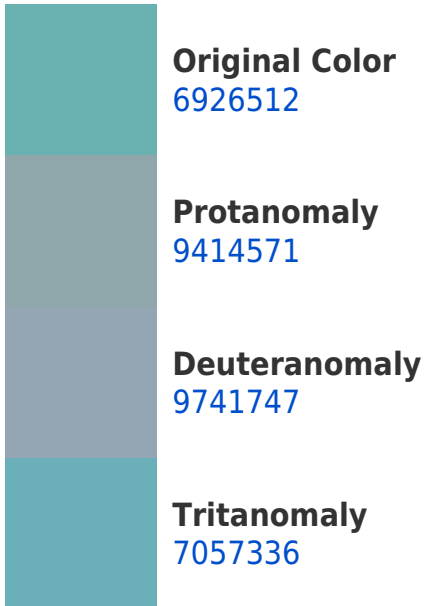 Original Color
6926512
Protanomaly
9414571
Deuteranomaly
9741747
Tritanomaly
7057336